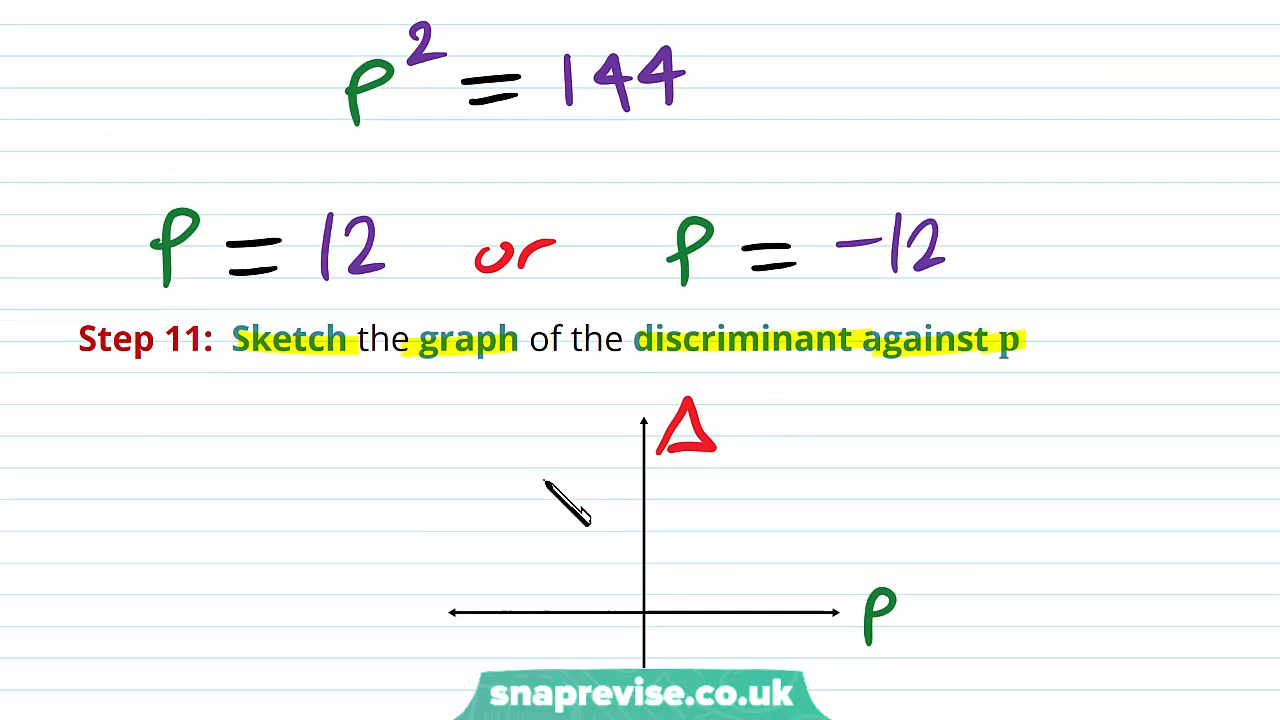 p² = 144
p = 12 or p = -12
Step 11: Sketch the graph of the discriminant against p
Δ
p
snaprevise.co.uk